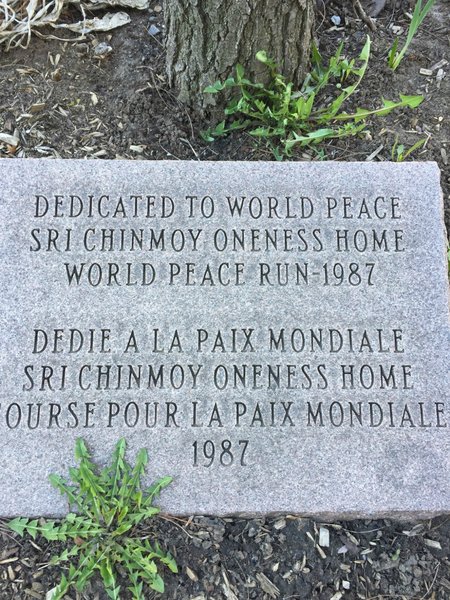 DEDICATED TO WORLD PEACE
SRI CHINMOY ONENESS HOME
WORLD PEACE RUN-1987
DEDIE A LA PAIX MONDIALE
SRI CHINMOY ONENESS HOME
COURSE POUR LA PAIX MONDIALE
1987